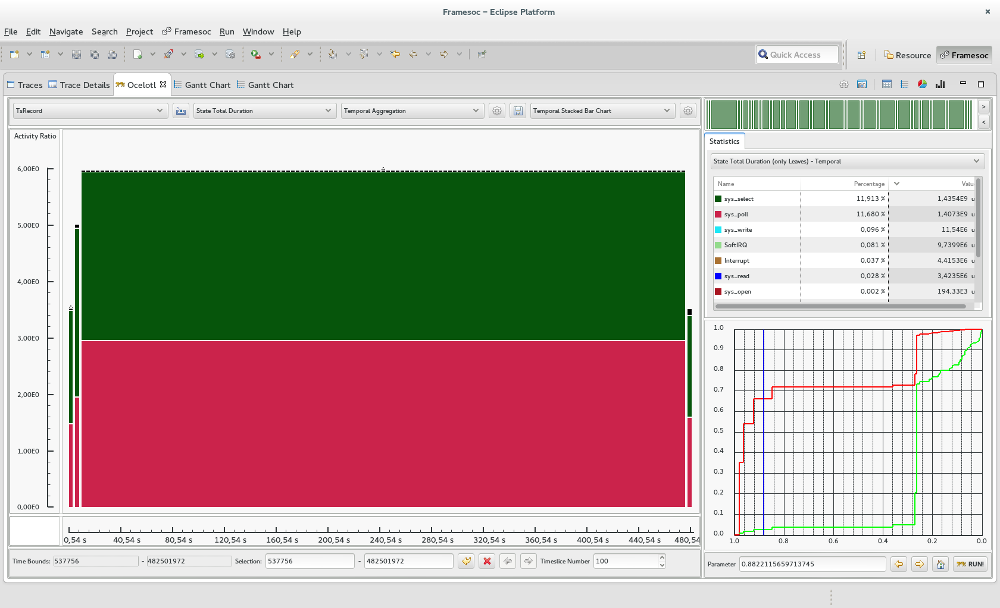 Framesoc – Eclipse Platform
File Edit Navigate Search Project Framesoc Run Window Help
Quick Access Resource Framesoc
Traces Trace Details Ocelotl Gantt Chart Gantt Chart
TsRecord State Total Duration Temporal Aggregation Temporal Stacked Bar Chart
>
<
Activity Ratio
6,00E0
5,00E0
4,00E0
3,00E0
2,00E0
1,00E0
0,00E0
0,54 s 40,54 s 80,54 s 120,54 s 160,54 s 200,54 s 240,54 s 280,54 s 320,54 s 360,54 s 400,54 s 440,54 s 480,54
Time Bounds: 537756 - 482501972 Selection: 537756 - 482501972 Timeslice Number 100
Statistics
State Total Duration (only Leaves) - Temporal
Name Percentage Valu
sys_select 11,913 % 1,4354E9 u
sys_poll 11,680 % 1,4073E9 u
sys_write 0,096 % 11,54E6 u
SoftIRQ 0,081 % 9,7399E6 u
Interrupt 0,037 % 4,4153E6 u
sys_read 0,028 % 3,4235E6 u
sys_open 0,002 % 194,33E3 u
1.0
0.9
0.8
0.7
0.6
0.5
0.4
0.3
0.2
0.1
0.0
1.0 0.8 0.6 0.4 0.2 0.0
Parameter 0.8822115659713745 RUN!